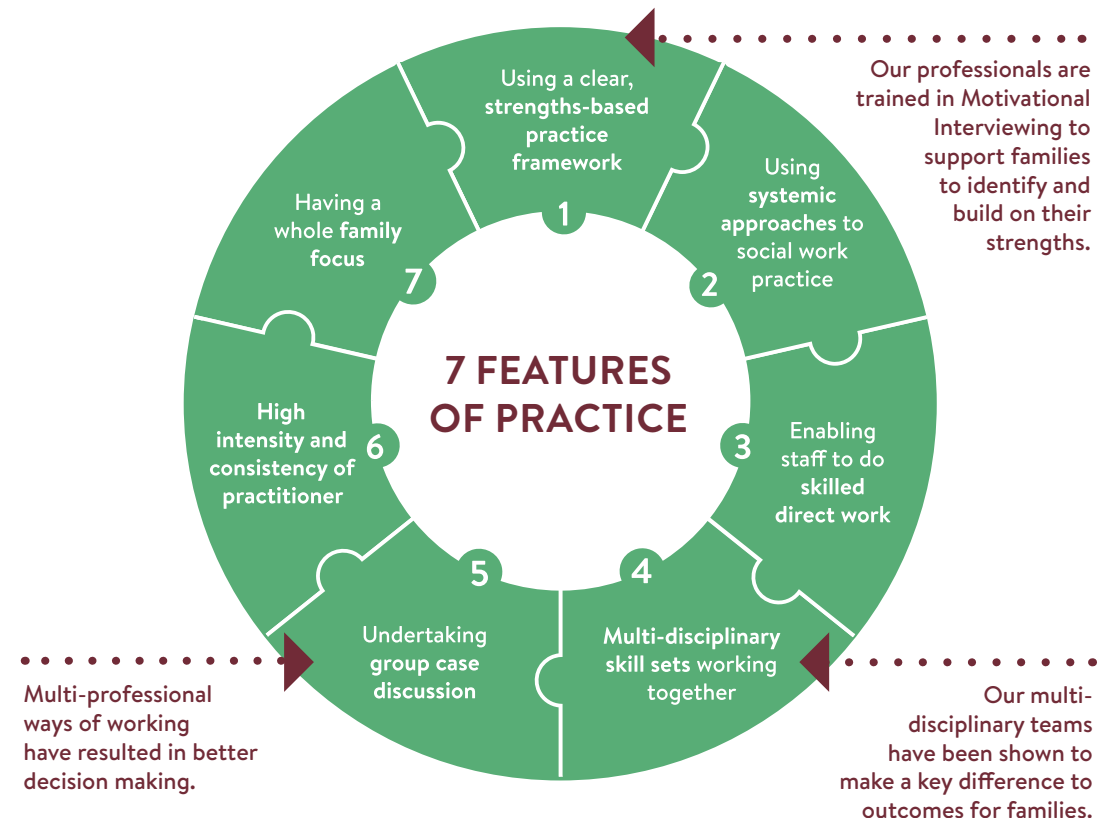 7 FEATURES
OF PRACTICE
1
Using a clear,
strengths-based
practice
framework
Our professionals are
trained in Motivational
Interviewing to
support families
to identify and
build on their
strengths.
2
Using
systemic
approaches to
social work
practice
3
Enabling
staff to do
skilled
direct work
4
Multi-disciplinary
skill sets working
together
Our multi-
disciplinary teams
have been shown to
make a key difference to
outcomes for families.
5
Undertaking
group case
discussion
Multi-professional
ways of working
have resulted in better
decision making.
6
High
intensity and
consistency of
practitioner
7
Having a
whole family
focus